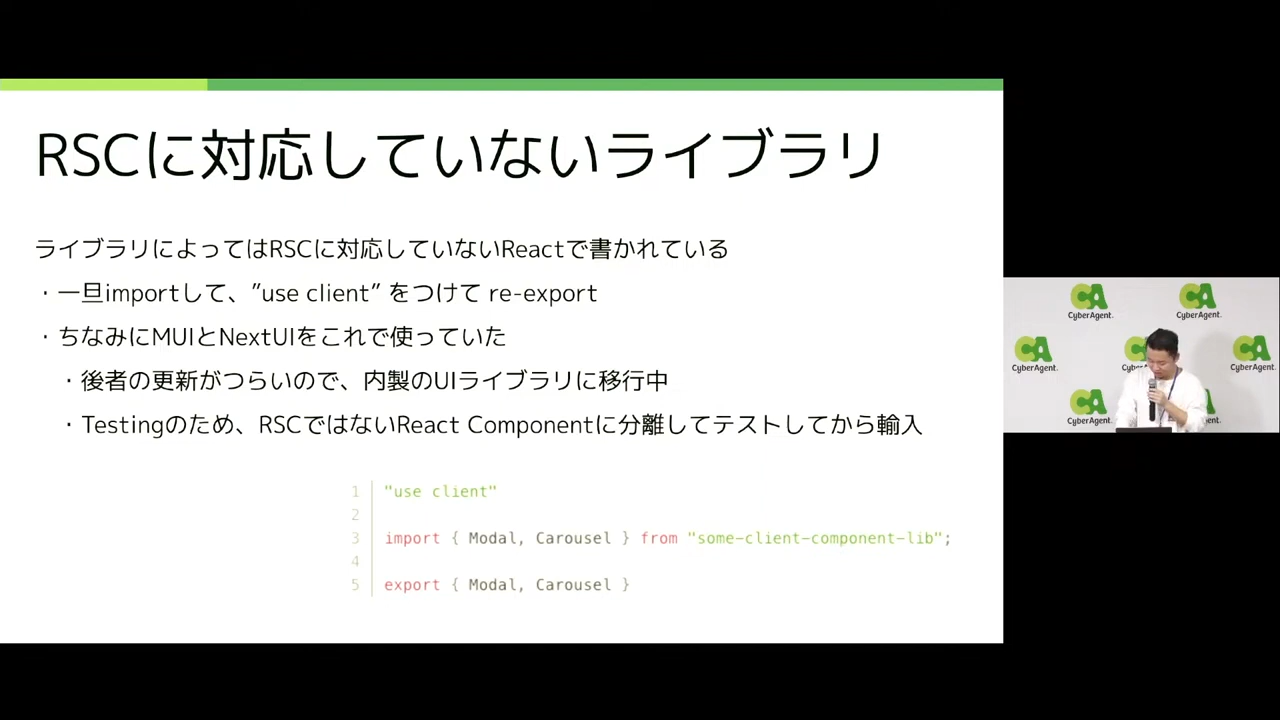 RSCに対応していないライブラリ
ライブラリによってはRSCに対応していないReactで書かれている
・一旦importして、”use client” をつけて re-export
・ちなみにMUIとNextUIをこれで使っていた
・後者の更新がつらいので、内製のUIライブラリに移行中
・Testingのため、RSCではないReact Componentに分離してテストしてから輸入
1 "use client"
2
3 import { Modal, Carousel } from "some-client-component-lib";
4
5 export { Modal, Carousel }
CA CyberAgent.
CA CyberAgent.
CA CyberAgent.
CA CyberAgent.
CA CyberAgent.